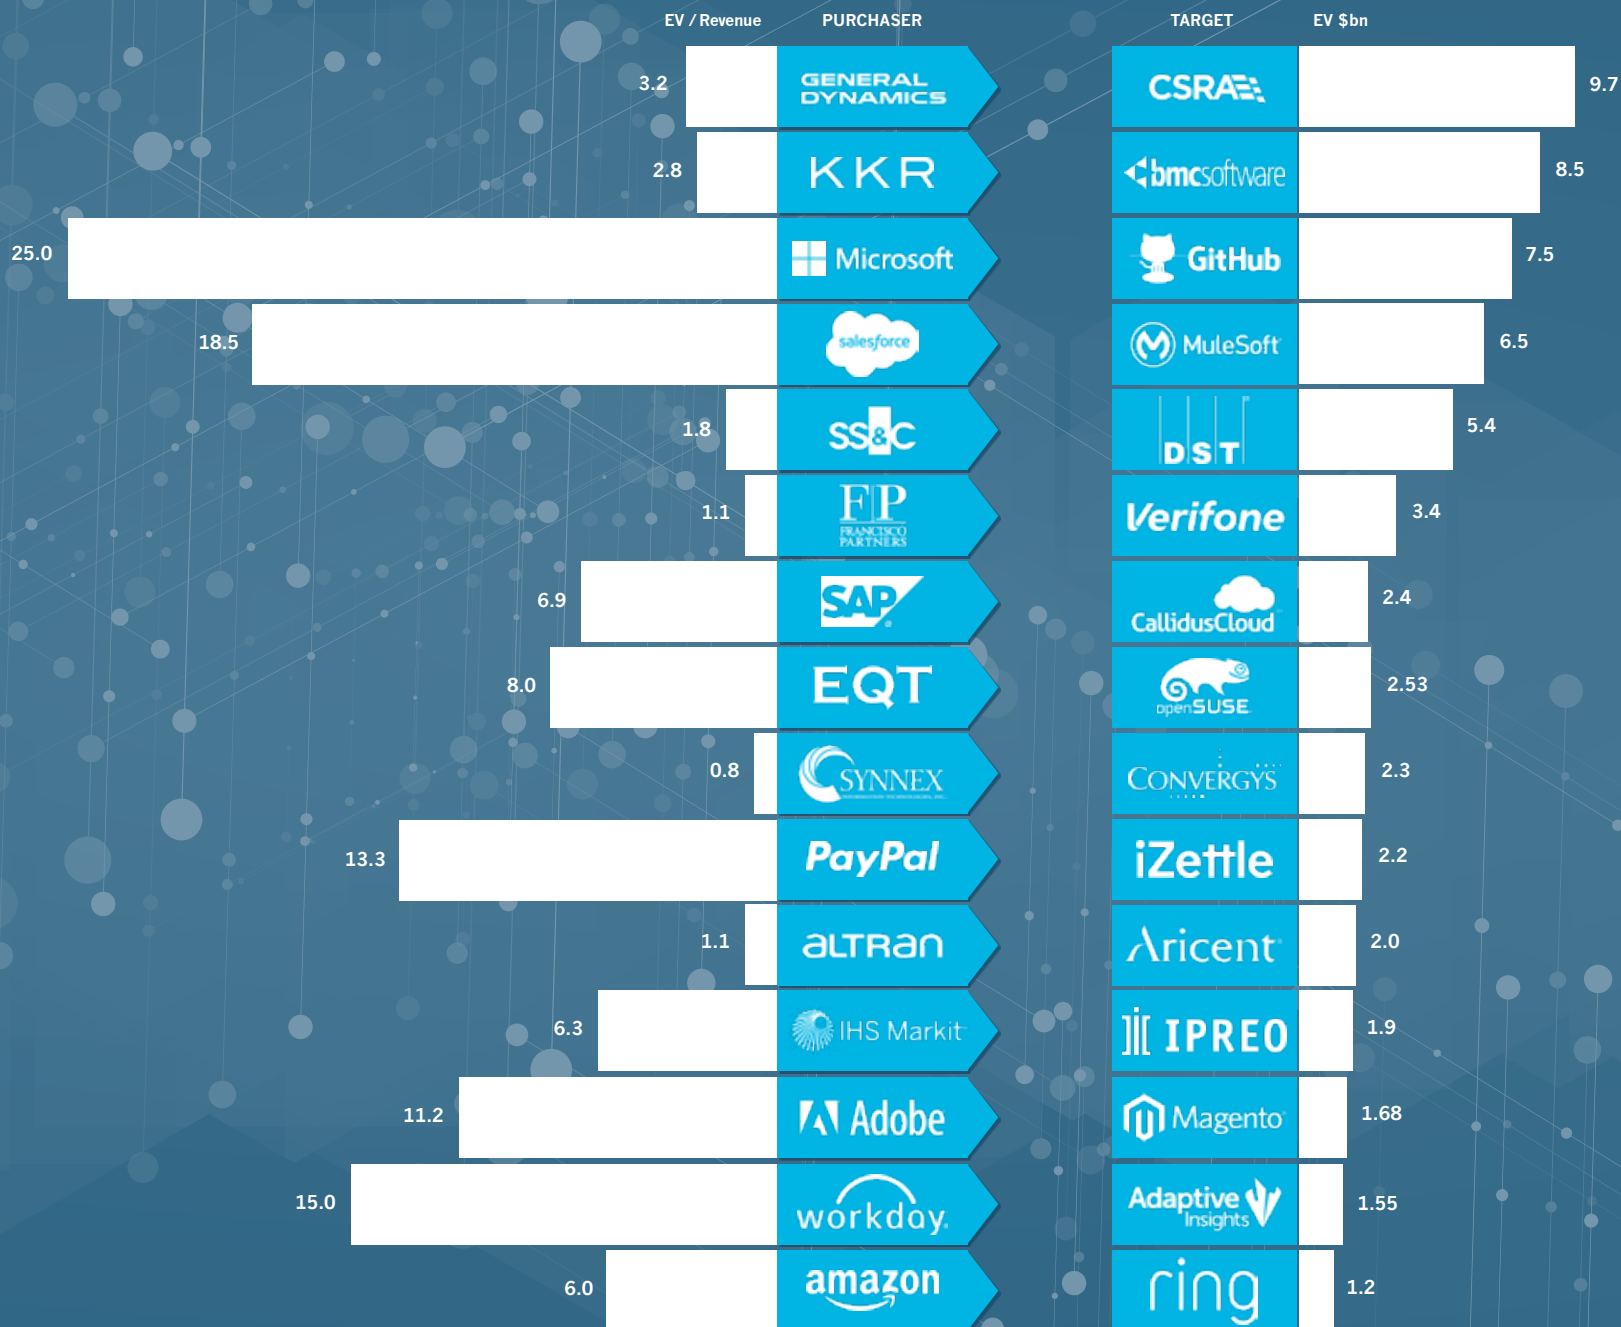 EV / Revenue PURCHASER TARGET EV $bn
3.2 GENERAL DYNAMICS CSRA 9.7
2.8 KKR bmcsoftware 8.5
25.0 Microsoft GitHub 7.5
18.5 salesforce MuleSoft 6.5
1.8 SS&C DST 5.4
1.1 FP FRANCISCO PARTNERS Verifone 3.4
6.9 SAP CallidusCloud 2.4
8.0 EQT openSUSE 2.53
0.8 SYNNEX CONVERGYS 2.3
13.3 PayPal iZettle 2.2
1.1 aLTRan Aricent 2.0
6.3 IHS Markit IPREO 1.9
11.2 Adobe Magento 1.68
15.0 workday. Adaptive Insights 1.55
6.0 amazon ring 1.2